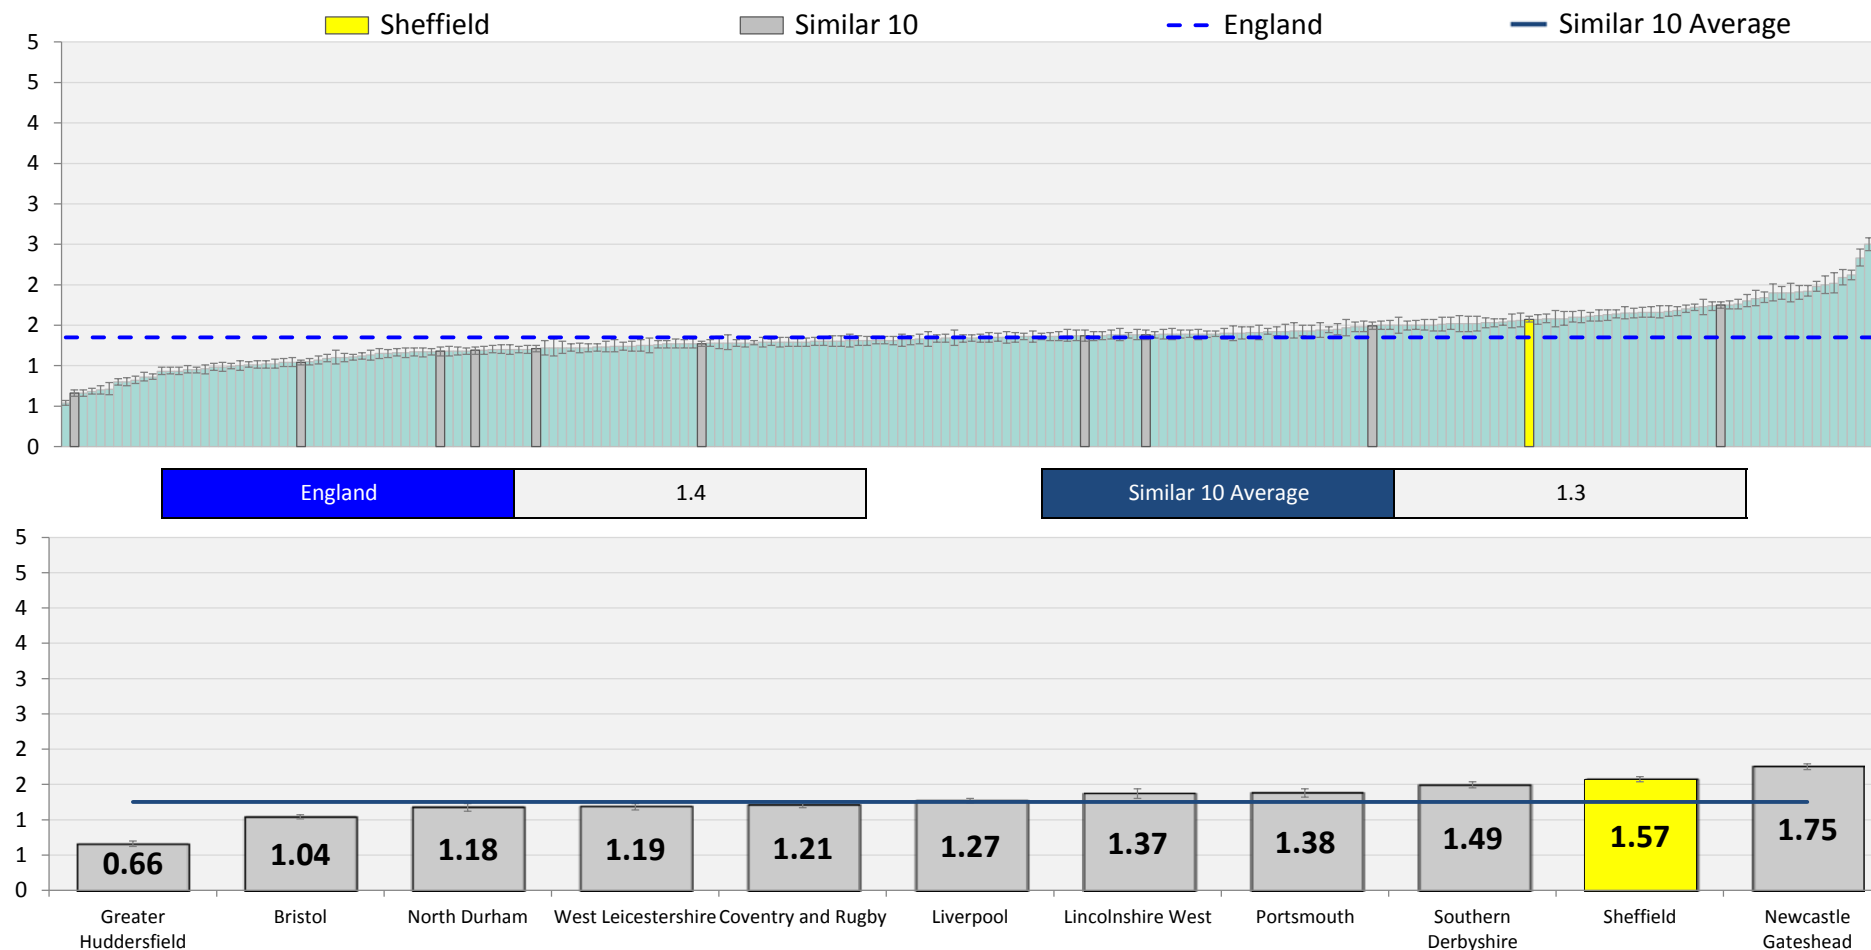 Sheffield
Similar 10
England
Similar 10 Average
5
5
4
4
3
3
2
2
1
1
0
England
1.4
Similar 10 Average
1.3
5
5
4
4
3
3
2
2
1
1
0
0.66
1.04
1.18
1.19
1.21
1.27
1.37
1.38
1.49
1.57
1.75
Greater
Huddersfield
Bristol
North Durham
West Leicestershire
Coventry and Rugby
Liverpool
Lincolnshire West
Portsmouth
Southern
Derbyshire
Sheffield
Newcastle
Gateshead